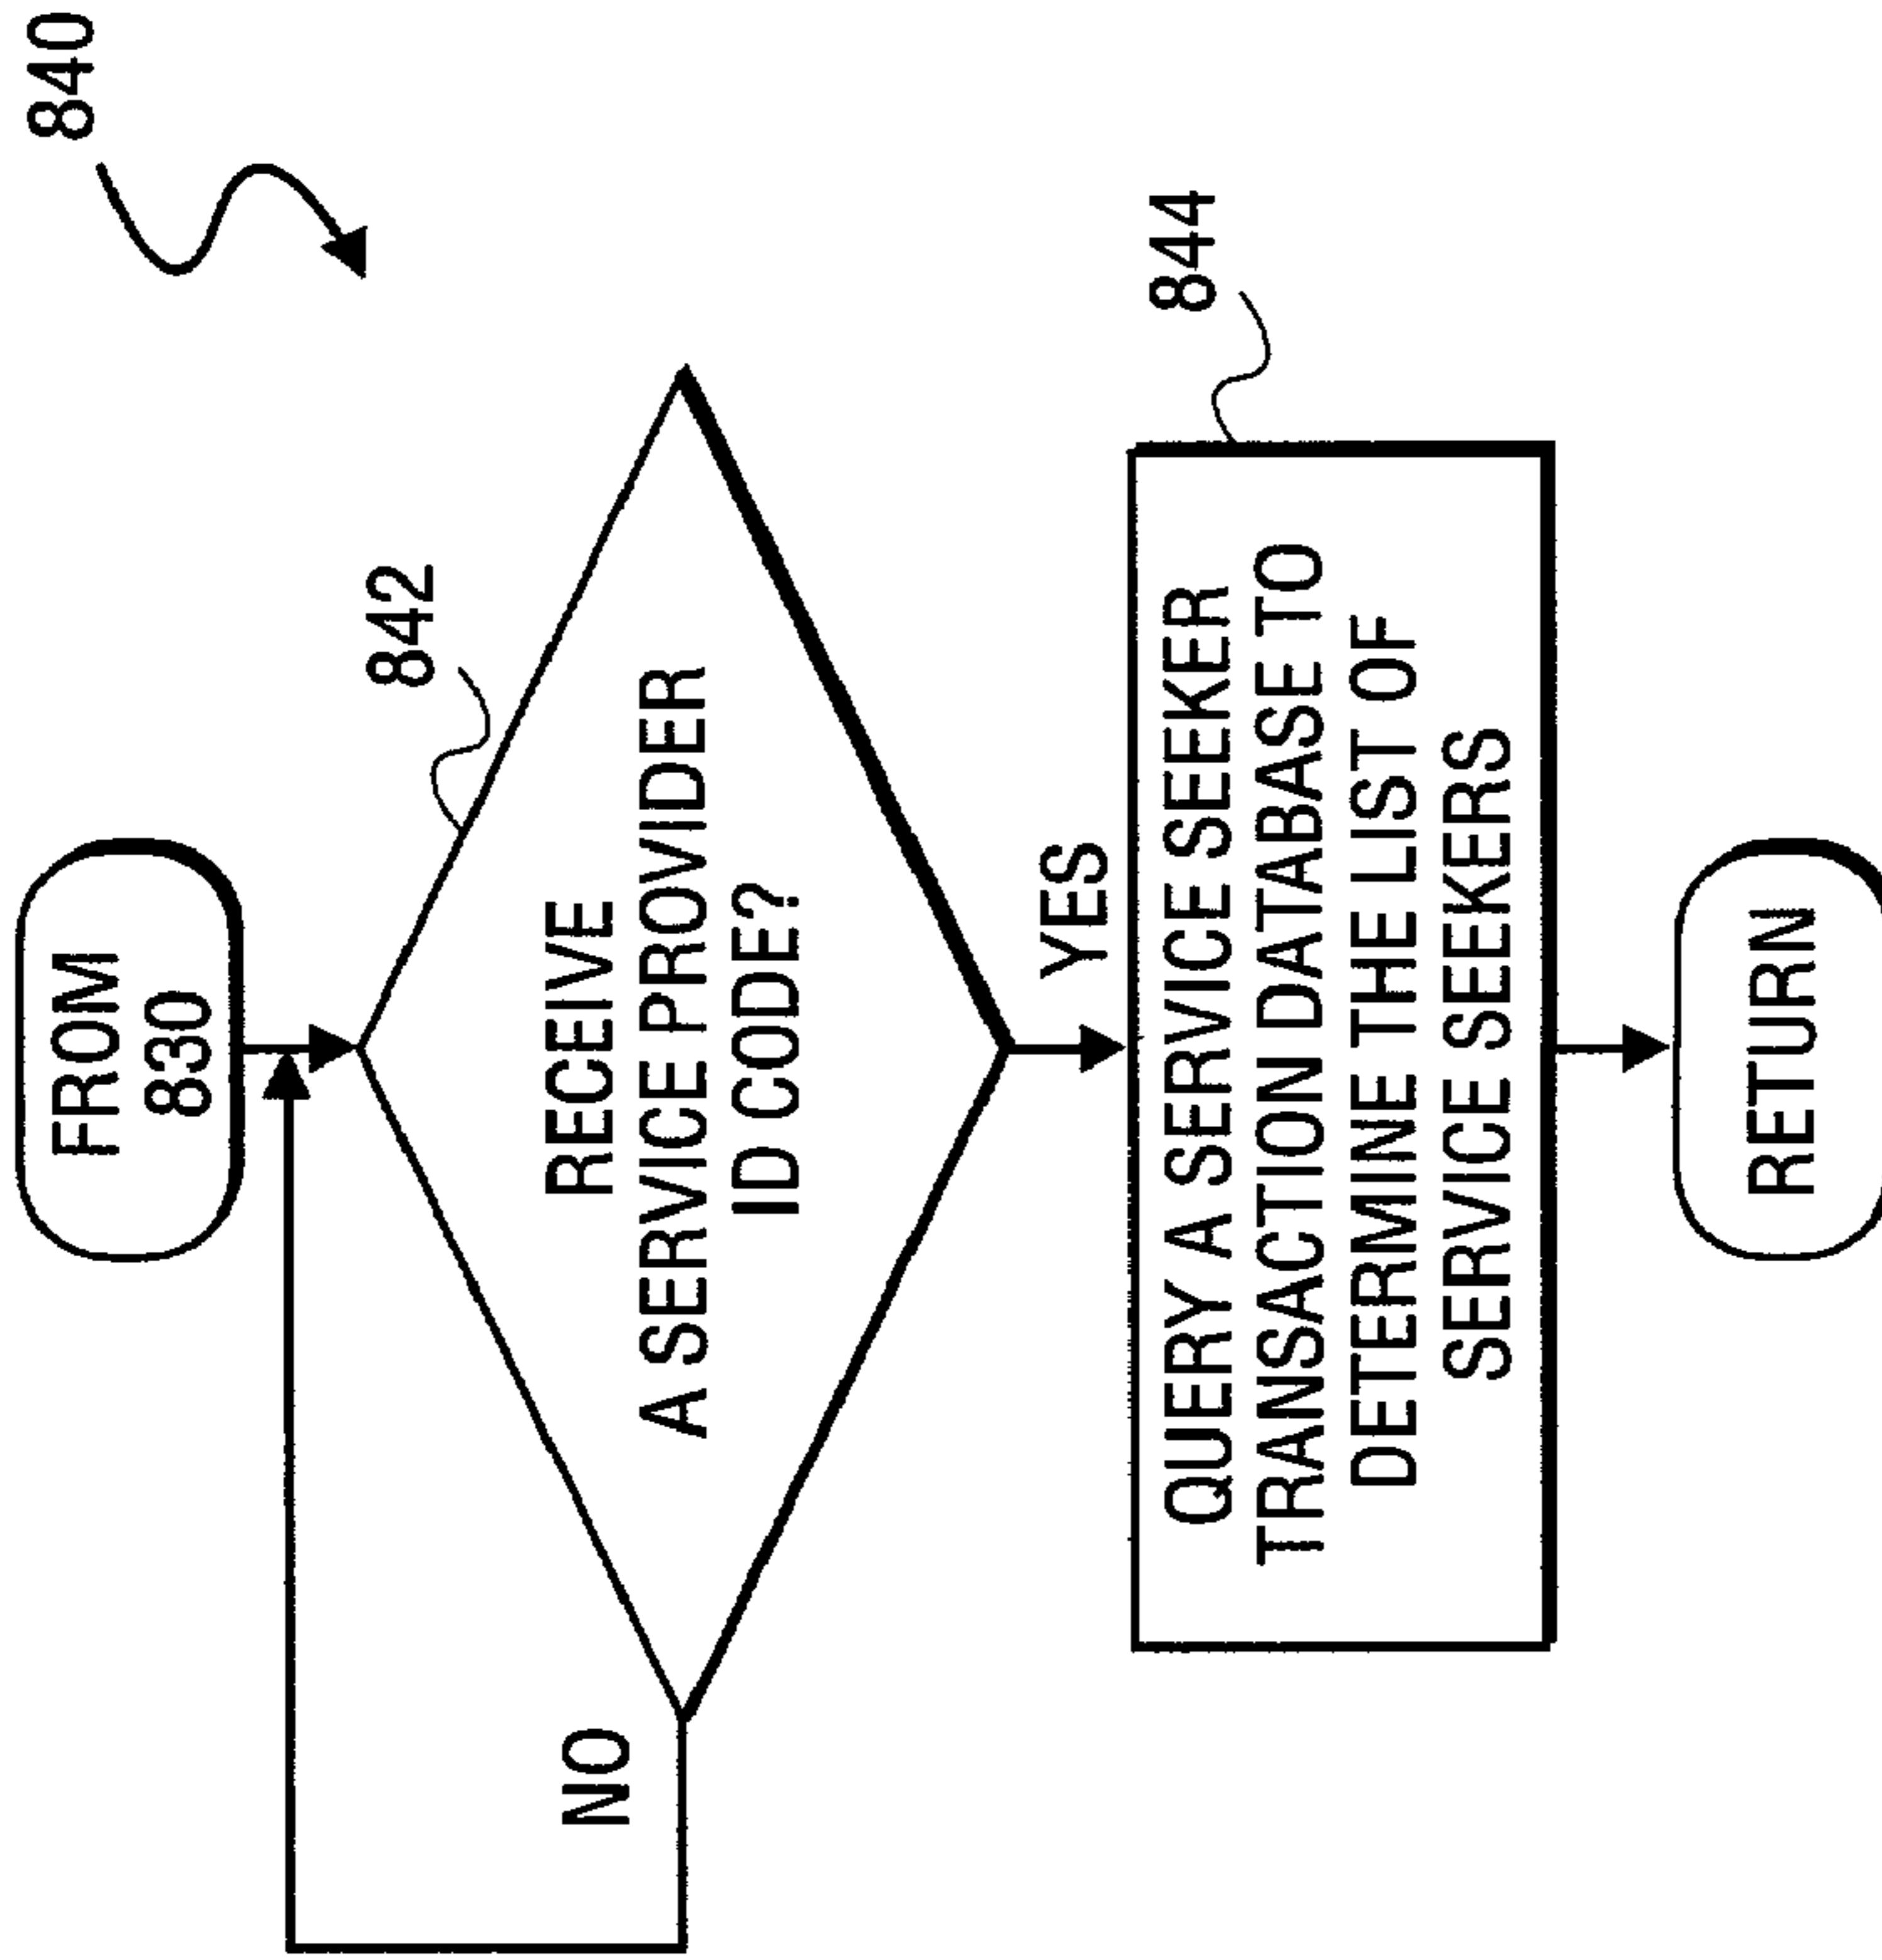 840
FROM
830
842
RECEIVE
A SERVICE PROVIDER
ID CODE?
NO
YES
844
QUERY A SERVICE SEEKER
TRANSACTION DATABASE TO
DETERMINE THE LIST OF
SERVICE SEEKERS
RETURN